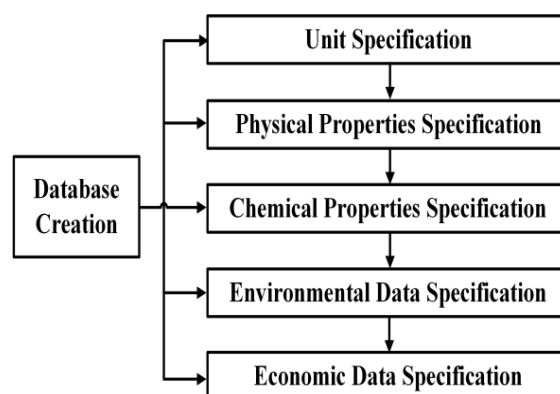 Unit Specification
Physical Properties Specification
Database
Creation
Chemical Properties Specification
Environmental Data Specification
Economic Data Specification